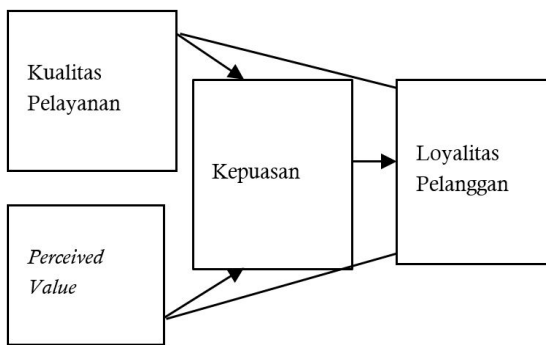 Kualitas
Pelayanan
Kepuasan
Loyalitas
Pelanggan
Perceived
Value